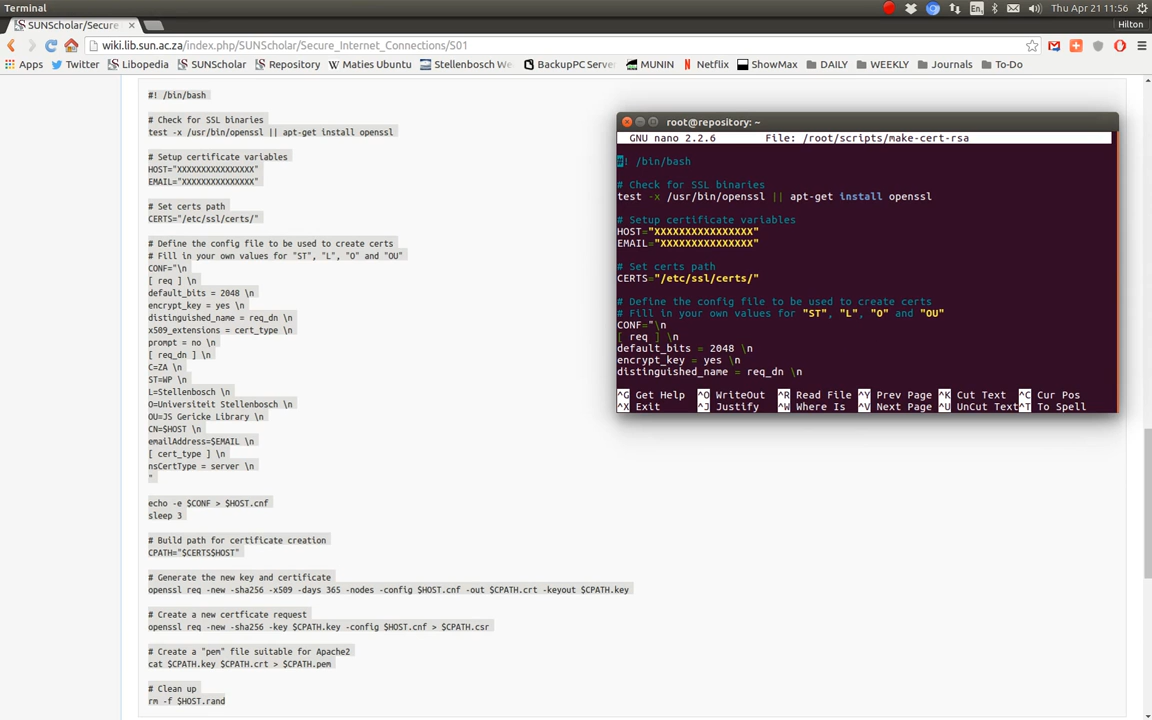 Terminal
En
Thu Apr 21 11:56
SUNScholar/Secure
Hilton
wiki.lib.sun.ac.za/index.php/SUNScholar/Secure_Internet_Connections/S01
Apps Twitter Libopedia SUNScholar Repository Maties Ubuntu Stellenbosch We BackupPC Server MUNIN Netflix ShowMax DAILY WEEKLY Journals To-Do
#! /bin/bash
# Check for SSL binaries
test -x /usr/bin/openssl || apt-get install openssl
# Setup certificate variables
HOST="XXXXXXXXXXXXXXXX"
EMAIL="XXXXXXXXXXXXXXX"
# Set certs path
CERTS="/etc/ssl/certs/"
# Define the config file to be used to create certs
# Fill in your own values for "ST", "L", "O" and "OU"
CONF="\n
[ req ] \n
default_bits = 2048 \n
encrypt_key = yes \n
distinguished_name = req_dn \n
x509_extensions = cert_type \n
prompt = no \n
[ req_dn ] \n
C=ZA \n
ST=WP \n
L=Stellenbosch \n
O=Universiteit Stellenbosch \n
OU=JS Gericke Library \n
CN=$HOST \n
emailAddress=$EMAIL \n
[ cert_type ] \n
nsCertType = server \n
"
echo -e $CONF > $HOST.cnf
sleep 3
# Build path for certificate creation
CPATH="$CERTS$HOST"
# Generate the new key and certificate
openssl req -new -sha256 -x509 -days 365 -nodes -config $HOST.cnf -out $CPATH.crt -keyout $CPATH.key
# Create a new certficate request
openssl req -new -sha256 -key $CPATH.key -config $HOST.cnf > $CPATH.csr
# Create a "pem" file suitable for Apache2
cat $CPATH.key $CPATH.crt > $CPATH.pem
# Clean up
rm -f $HOST.rand
root@repository: ~
GNU nano 2.2.6 File: /root/scripts/make-cert-rsa
#! /bin/bash
# Check for SSL binaries
test -x /usr/bin/openssl || apt-get install openssl
# Setup certificate variables
HOST="XXXXXXXXXXXXXXXX"
EMAIL="XXXXXXXXXXXXXXX"
# Set certs path
CERTS="/etc/ssl/certs/"
# Define the config file to be used to create certs
# Fill in your own values for "ST", "L", "O" and "OU"
CONF="\n
[ req ] \n
default_bits = 2048 \n
encrypt_key = yes \n
distinguished_name = req_dn \n
^G Get Help ^O WriteOut ^R Read File ^Y Prev Page ^K Cut Text ^C Cur Pos
^X Exit ^J Justify ^W Where Is ^V Next Page ^U UnCut Text ^T To Spell